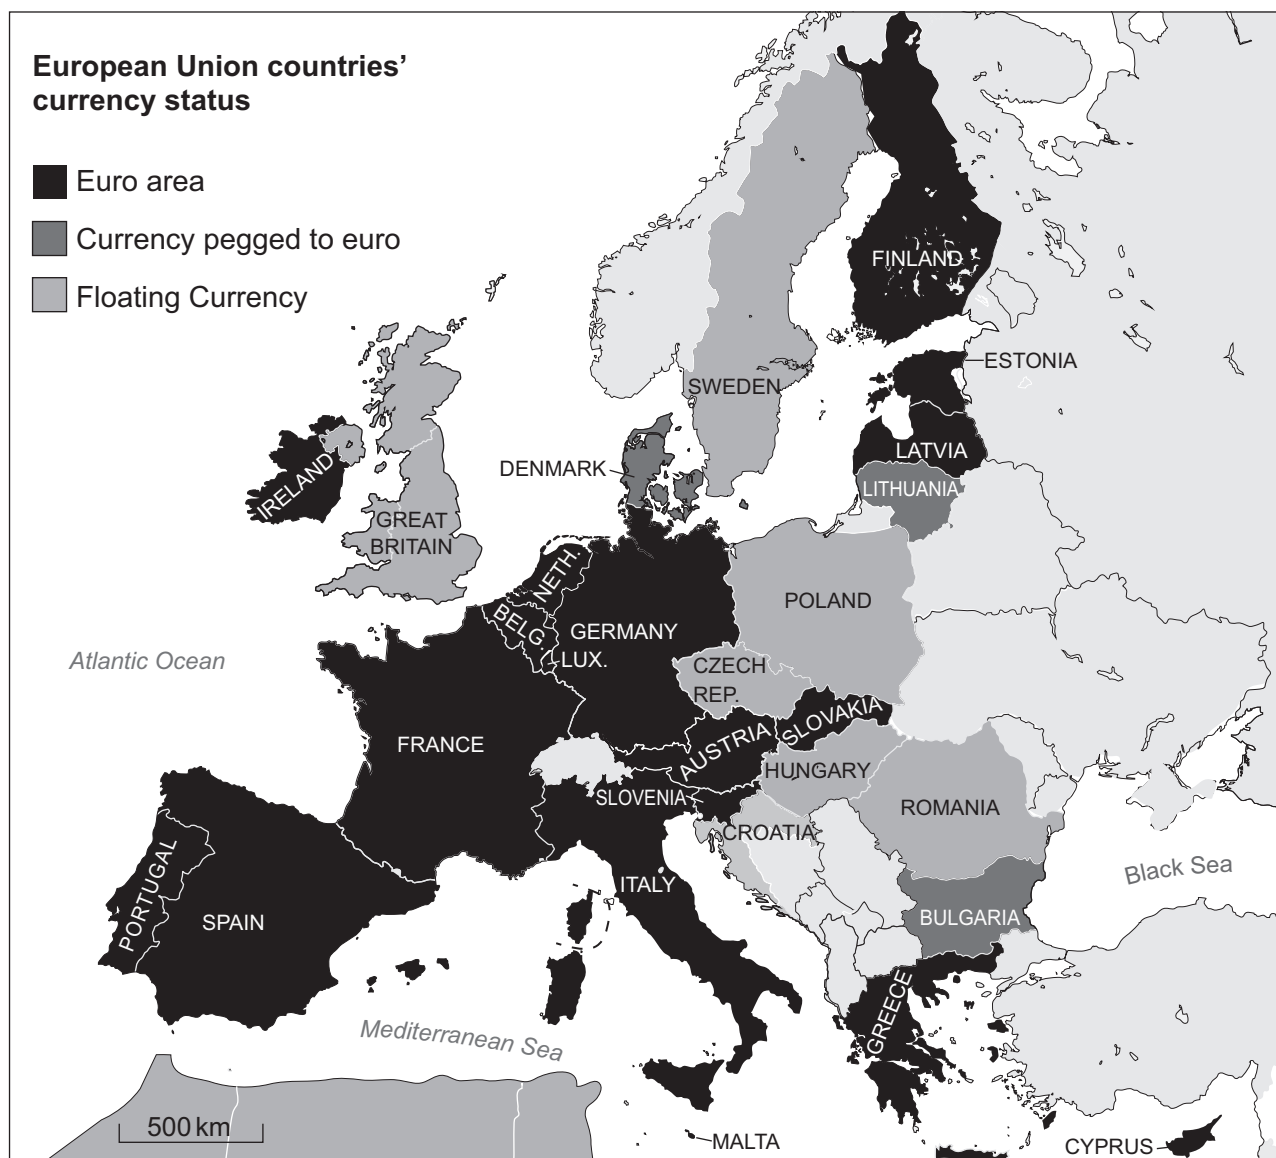 European Union countries’
currency status
Euro area
Currency pegged to euro
Floating Currency
FINLAND
ESTONIA
SWEDEN
LATVIA
DENMARK
LITHUANIA
IRELAND
GREAT
BRITAIN
NETH.
POLAND
BELG.
GERMANY
LUX.
Atlantic Ocean
CZECH
REP.
SLOVAKIA
AUSTRIA
FRANCE
HUNGARY
SLOVENIA
ROMANIA
CROATIA
Black Sea
ITALY
PORTUGAL
SPAIN
BULGARIA
GREECE
Mediterranean Sea
500 km
MALTA
CYPRUS